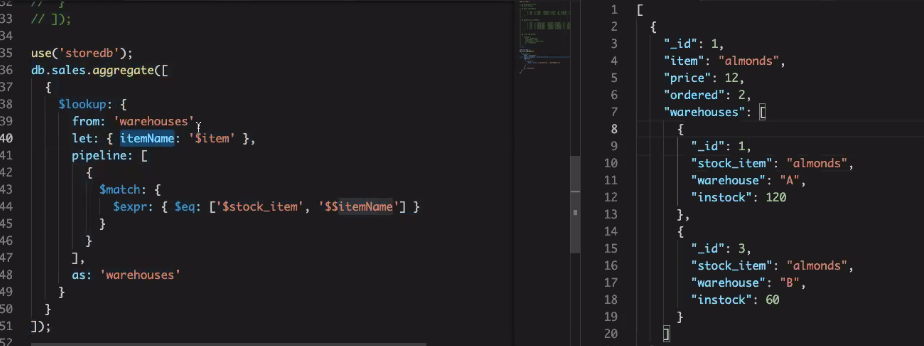 32 // }
33 // ]);
34
35 use('storedb');
36 db.sales.aggregate([
37 {
38 $lookup: {
39 from: 'warehouses',
40 let: { itemName: '$item' },
41 pipeline: [
42 {
43 $match: {
44 $expr: { $eq: ['$stock_item', '$$itemName'] }
45 }
46 }
47 ],
48 as: 'warehouses'
49 }
50 }
51 ]);
52
1 [
2 {
3 "_id": 1,
4 "item": "almonds",
5 "price": 12,
6 "ordered": 2,
7 "warehouses": [
8 {
9 "_id": 1,
10 "stock_item": "almonds",
11 "warehouse": "A",
12 "instock": 120
13 },
14 {
15 "_id": 3,
16 "stock_item": "almonds",
17 "warehouse": "B",
18 "instock": 60
19 }
20 ]